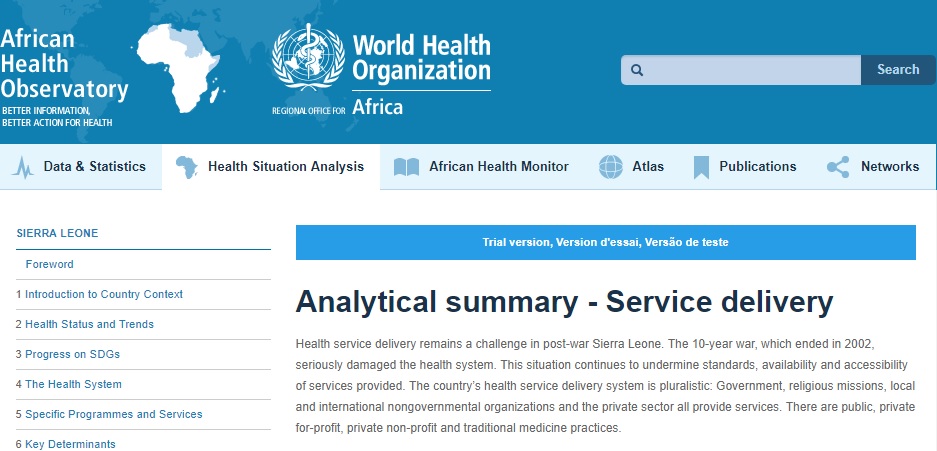 African
Health
Observatory
BETTER INFORMATION,
BETTER ACTION FOR HEALTH
World Health
Organization
REGIONAL OFFICE FOR Africa
Search
Data & Statistics
Health Situation Analysis
African Health Monitor
Atlas
Publications
Networks
SIERRA LEONE
Foreword
1 Introduction to Country Context
2 Health Status and Trends
3 Progress on SDGs
4 The Health System
5 Specific Programmes and Services
6 Key Determinants
Trial version, Version d'essai, Versão de teste
Analytical summary - Service delivery
Health service delivery remains a challenge in post-war Sierra Leone. The 10-year war, which ended in 2002,
seriously damaged the health system. This situation continues to undermine standards, availability and accessibility
of services provided. The country's health service delivery system is pluralistic: Government, religious missions, local
and international nongovernmental organizations and the private sector all provide services. There are public, private
for-profit, private non-profit and traditional medicine practices.